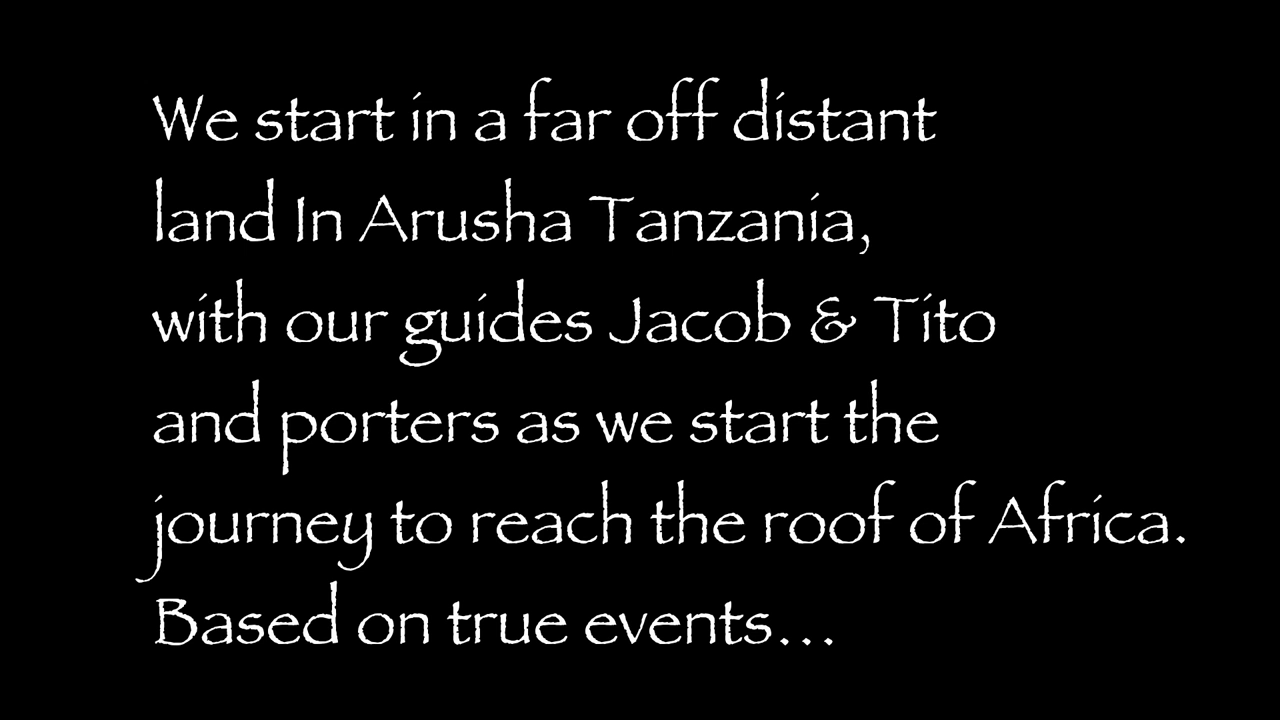 We start in a far off distant
land In Arusha Tanzania,
with our guides Jacob & Tito
and porters as we start the
journey to reach the roof of Africa.
Based on true events...